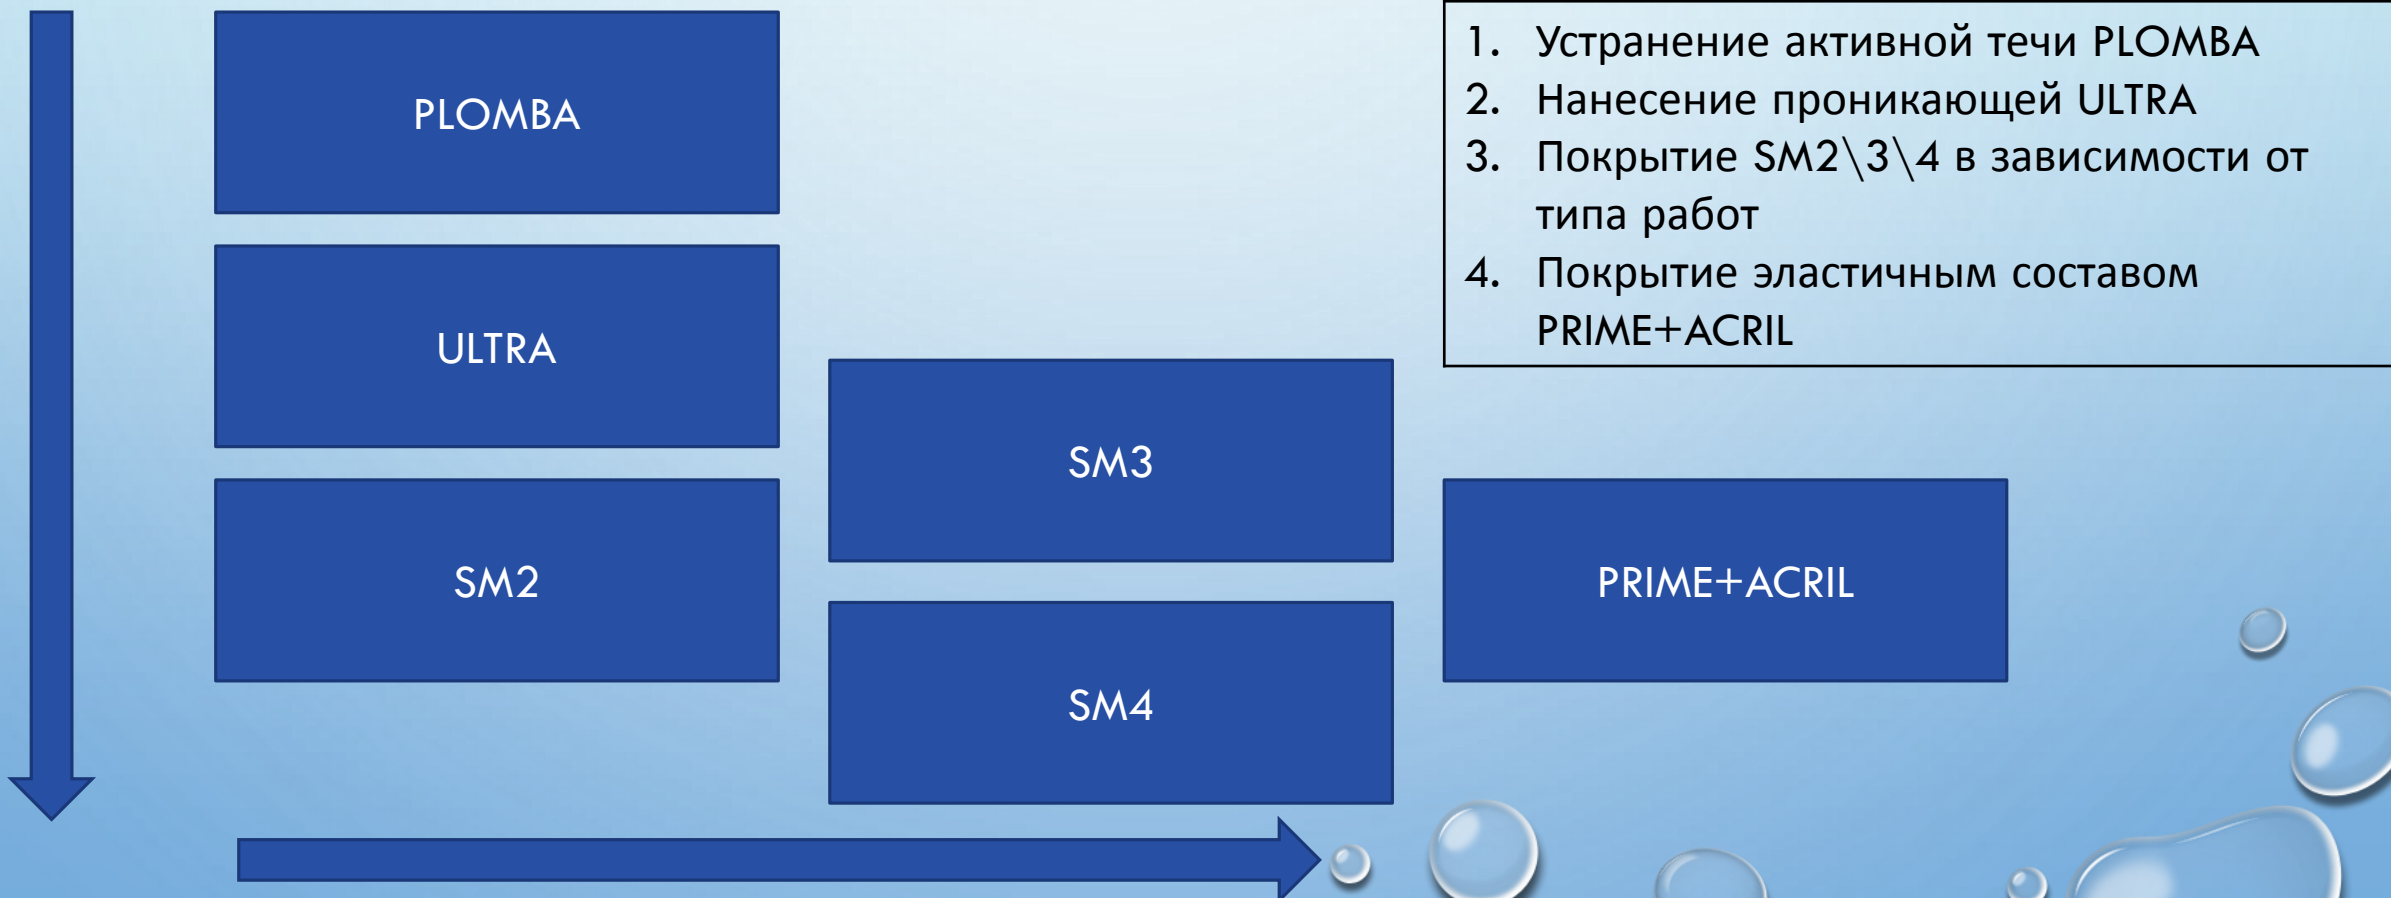 PLOMBA
ULTRA
SM2
SM3
SM4
PRIME+ACRIL
1. Устранение активной течи PLOMBA
2. Нанесение проникающей ULTRA
3. Покрытие SM2\3\4 в зависимости от
типа работ
4. Покрытие эластичным составом
PRIME+ACRIL